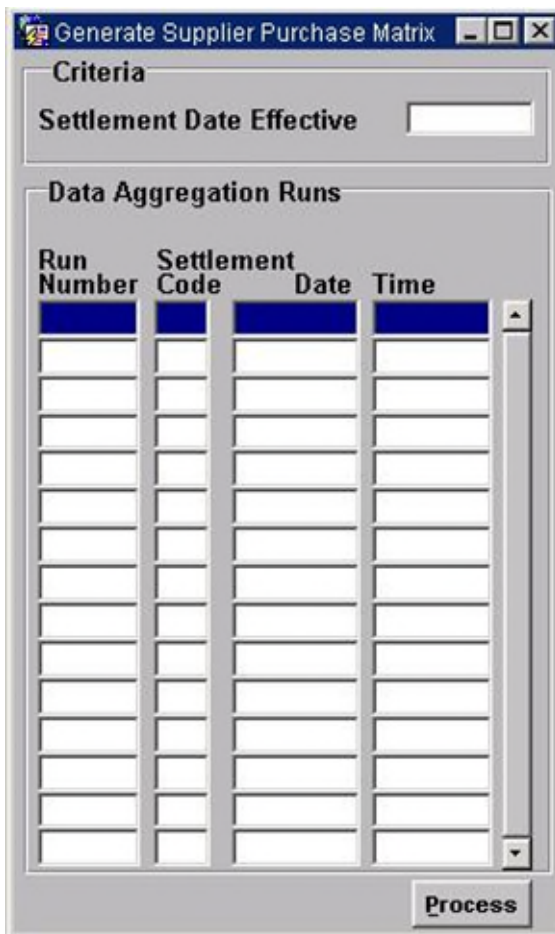 Generate Supplier Purchase Matrix
Criteria
Settlement Date Effective
Data Aggregation Runs
Run Settlement
Number Code Date Time
Process